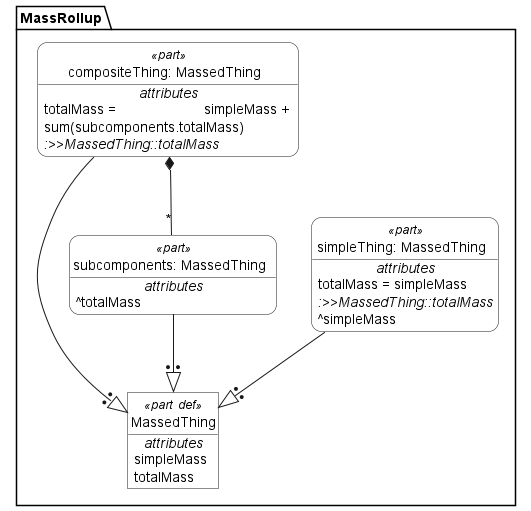 MassRollup
«part»
compositeThing: MassedThing
attributes
totalMass = simpleMass +
sum(subcomponents.totalMass)
:>>MassedThing::totalMass
*
«part»
subcomponents: MassedThing
attributes
^totalMass
«part»
simpleThing: MassedThing
attributes
totalMass = simpleMass
:>>MassedThing::totalMass
^simpleMass
«part def»
MassedThing
attributes
simpleMass
totalMass